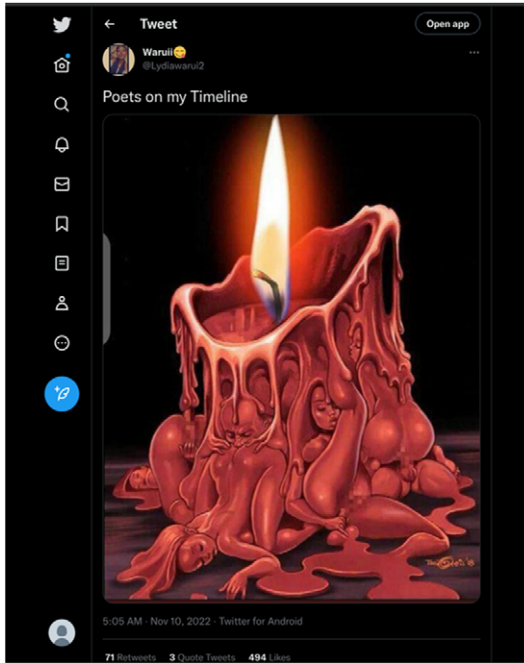 Tweet
Open app
Waruii😋
@Lydiawarui2
Poets on my Timeline
5:05 AM · Nov 10, 2022 · Twitter for Android
71 Retweets 3 Quote Tweets 494 Likes